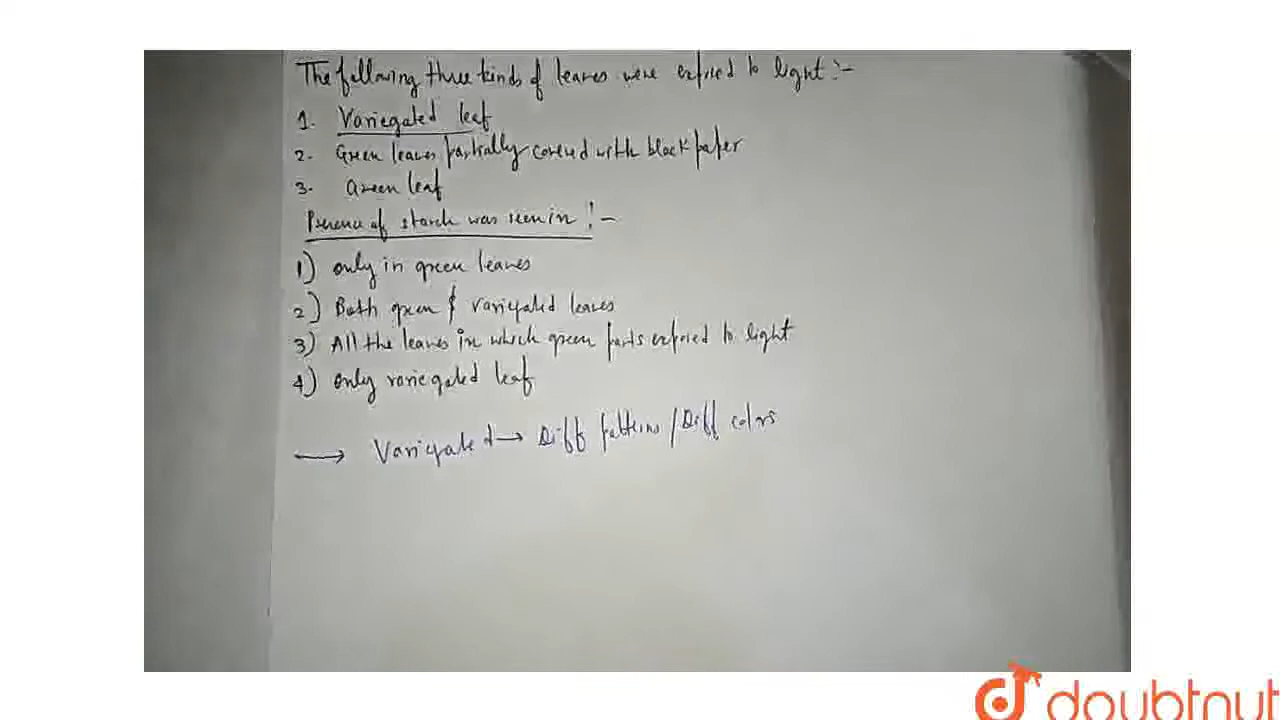 The following three kinds of leaves were exposed to light :-
1. Variegated leaf
2. Green leaves partially covered with black paper
3. Green leaf
Presence of starch was seen in :-
1) only in green leaves
2) Both green & variegated leaves
3) All the leaves in which green parts exposed to light
4) only variegated leaf
→ Variegated → Diff patterns / Diff colors
doubtnut